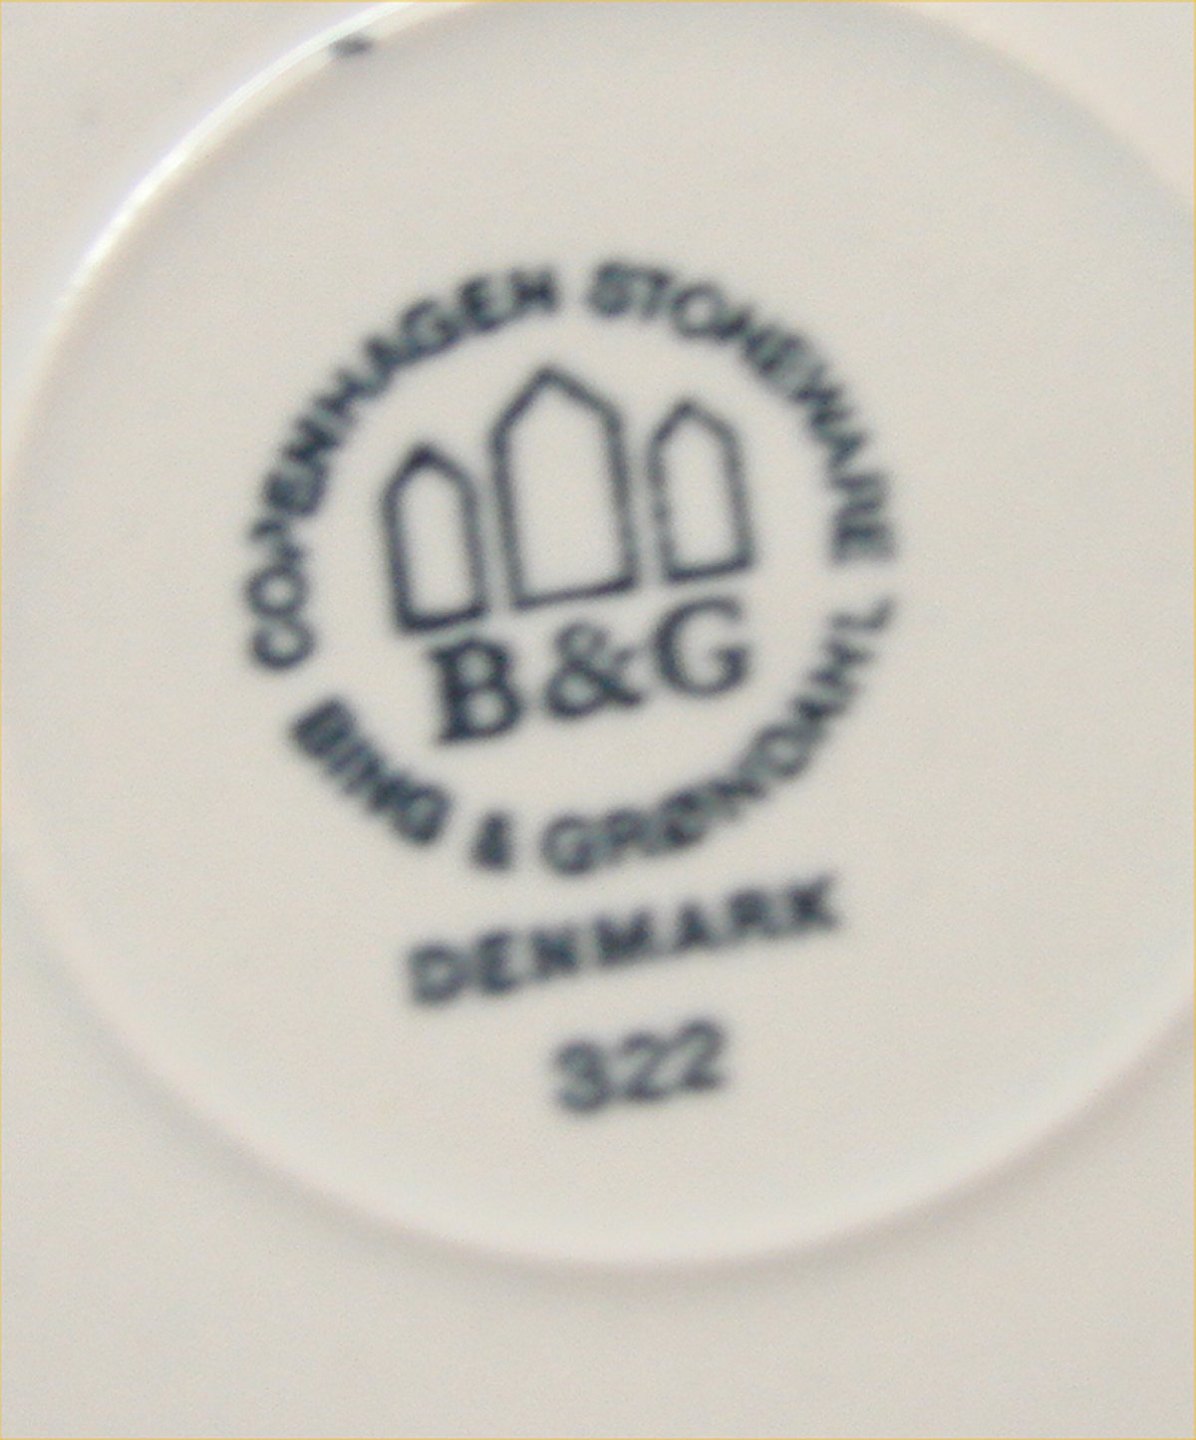 COPENHAGEN STONEWARE
B&G
BING & GRØNDAHL
DENMARK
322